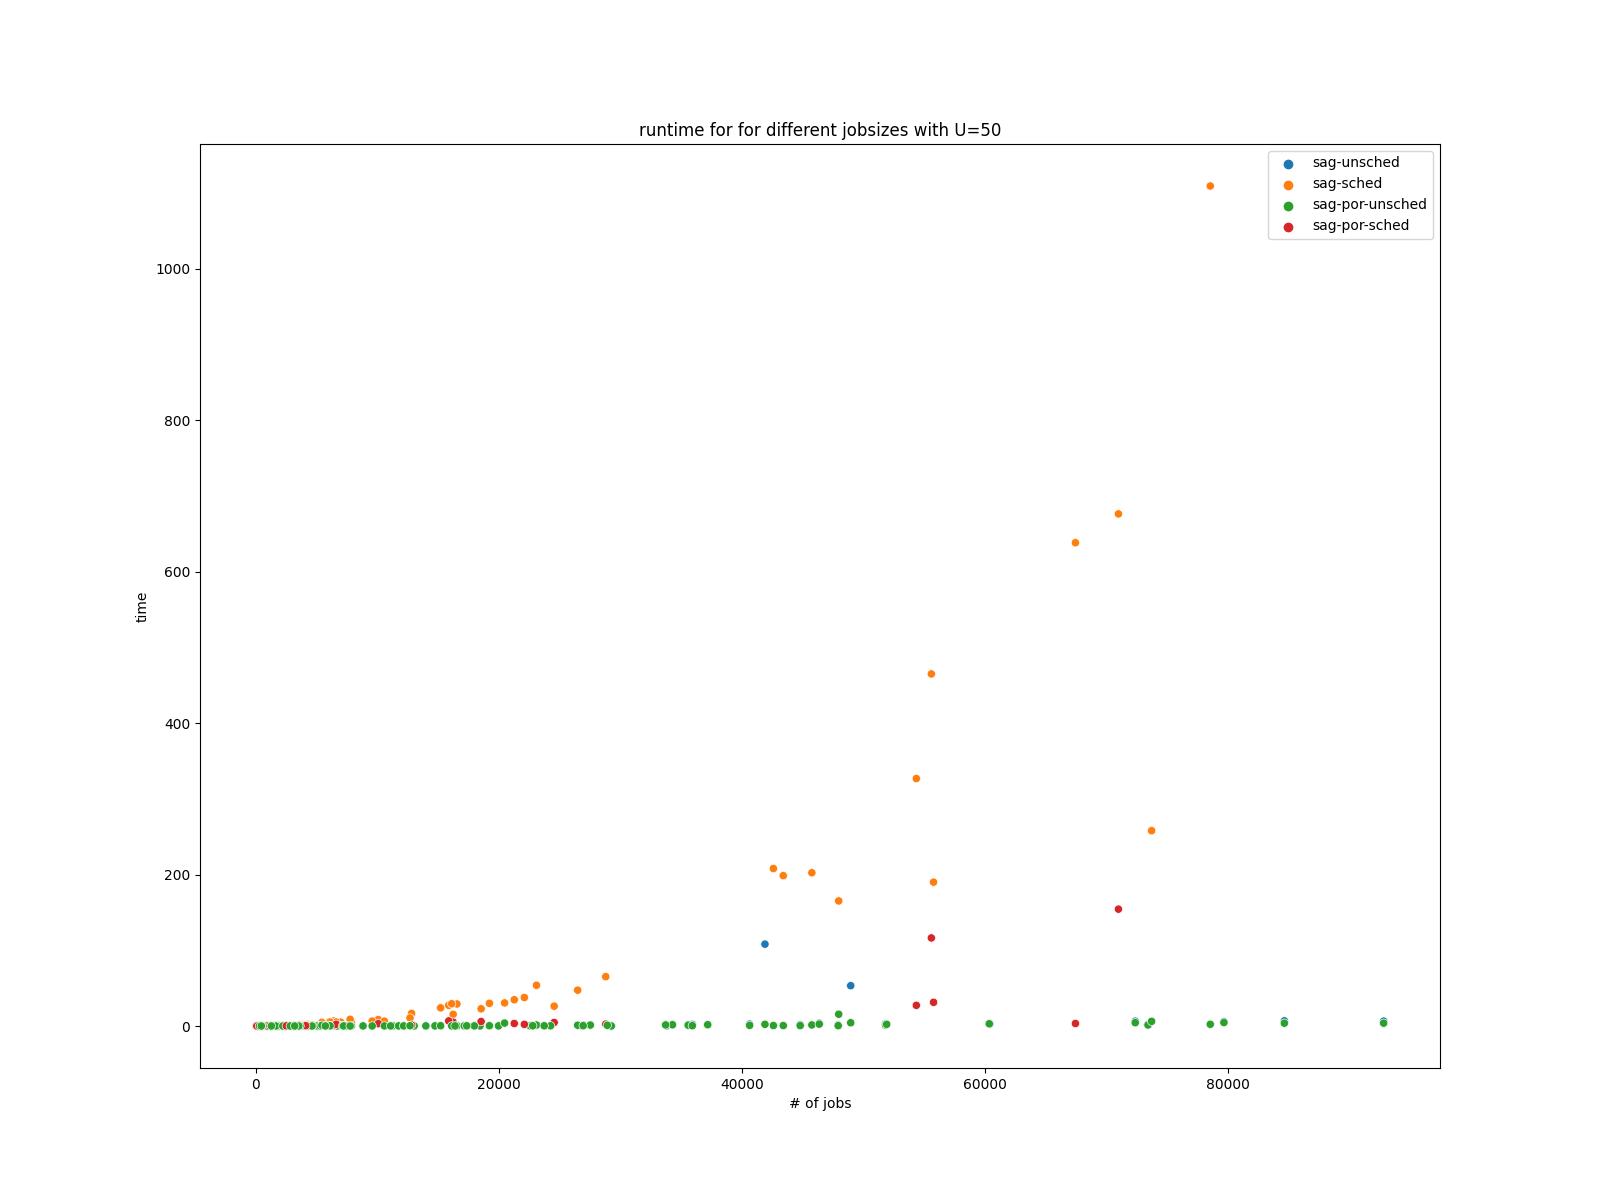 runtime for for different jobsizes with U=50
sag-unsched
sag-sched
sag-por-unsched
sag-por-sched
1000
800
600
400
200
0
time
0 20000 40000 60000 80000
# of jobs